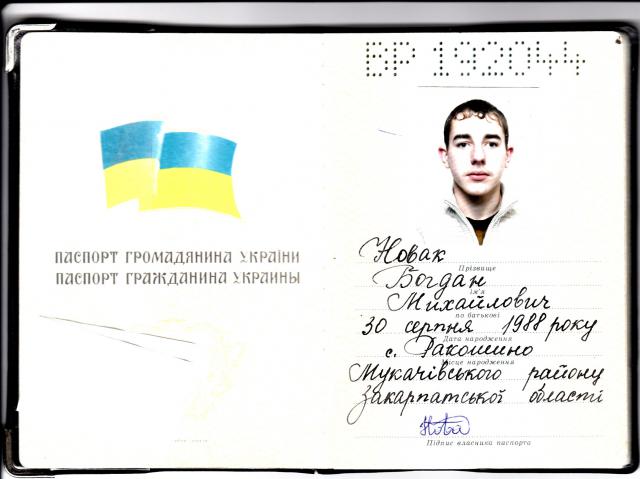 ПАСПОРТ ГРОМАДЯНИНА УКРАЇНИ
ПАСПОРТ ГРАЖДАНИНА УКРАИНЫ
ВР 192044
Новак
Прізвище
Богдан
ім'я
Михайлович
по батькові
30 серпня 1988 року
Дата народження
с. Ракошино
Місце народження
Мукачівського району
Закарпатської області
Підпис власника паспорта